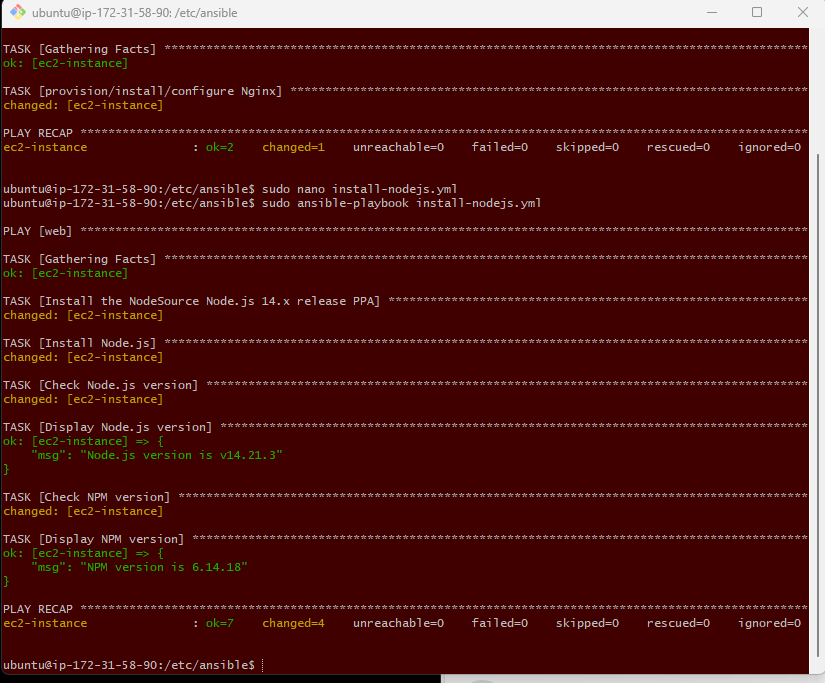 ubuntu@ip-172-31-58-90: /etc/ansible
TASK [Gathering Facts] ********************************************************************************************
ok: [ec2-instance]
TASK [provision/install/configure Nginx] **************************************************************************
changed: [ec2-instance]
PLAY RECAP ********************************************************************************************************
ec2-instance               : ok=2    changed=1    unreachable=0    failed=0    skipped=0    rescued=0    ignored=0
ubuntu@ip-172-31-58-90:/etc/ansible$ sudo nano install-nodejs.yml
ubuntu@ip-172-31-58-90:/etc/ansible$ sudo ansible-playbook install-nodejs.yml
PLAY [web] ********************************************************************************************************
TASK [Gathering Facts] ********************************************************************************************
ok: [ec2-instance]
TASK [Install the NodeSource Node.js 14.x release PPA] ************************************************************
changed: [ec2-instance]
TASK [Install Node.js] ********************************************************************************************
changed: [ec2-instance]
TASK [Check Node.js version] **************************************************************************************
changed: [ec2-instance]
TASK [Display Node.js version] ************************************************************************************
ok: [ec2-instance] => {
    "msg": "Node.js version is v14.21.3"
}
TASK [Check NPM version] ******************************************************************************************
changed: [ec2-instance]
TASK [Display NPM version] ****************************************************************************************
ok: [ec2-instance] => {
    "msg": "NPM version is 6.14.18"
}
PLAY RECAP ********************************************************************************************************
ec2-instance               : ok=7    changed=4    unreachable=0    failed=0    skipped=0    rescued=0    ignored=0
ubuntu@ip-172-31-58-90:/etc/ansible$